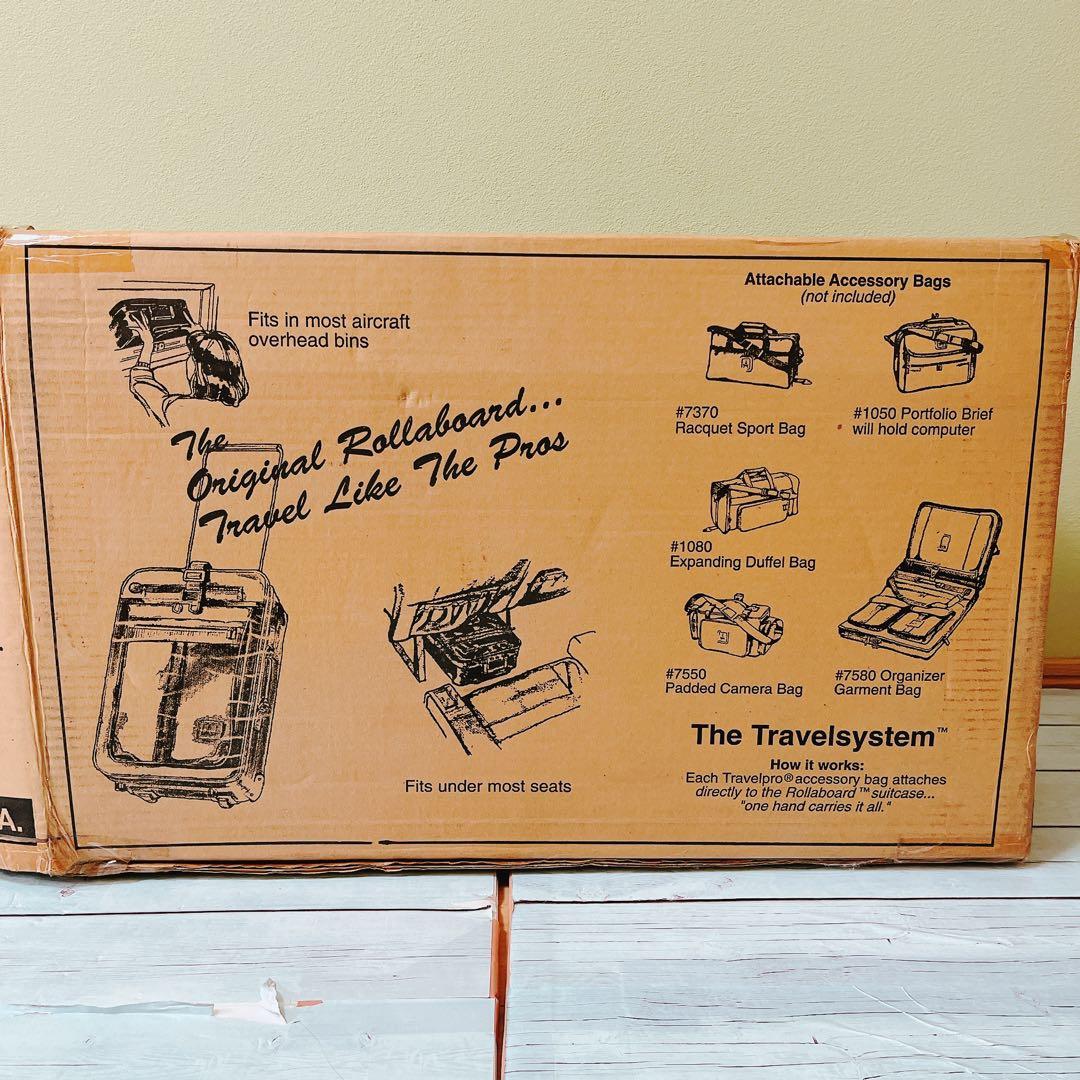 Fits in most aircraft
overhead bins
The
Original Rollaboard...
Travel Like The Pros
Fits under most seats
Attachable Accessory Bags
(not included)
#7370
Racquet Sport Bag
#1050 Portfolio Brief
will hold computer
#1080
Expanding Duffel Bag
#7550
Padded Camera Bag
#7580 Organizer
Garment Bag
The Travelsystem™
How it works:
Each Travelpro® accessory bag attaches
directly to the Rollaboard™ suitcase...
"one hand carries it all."
A.